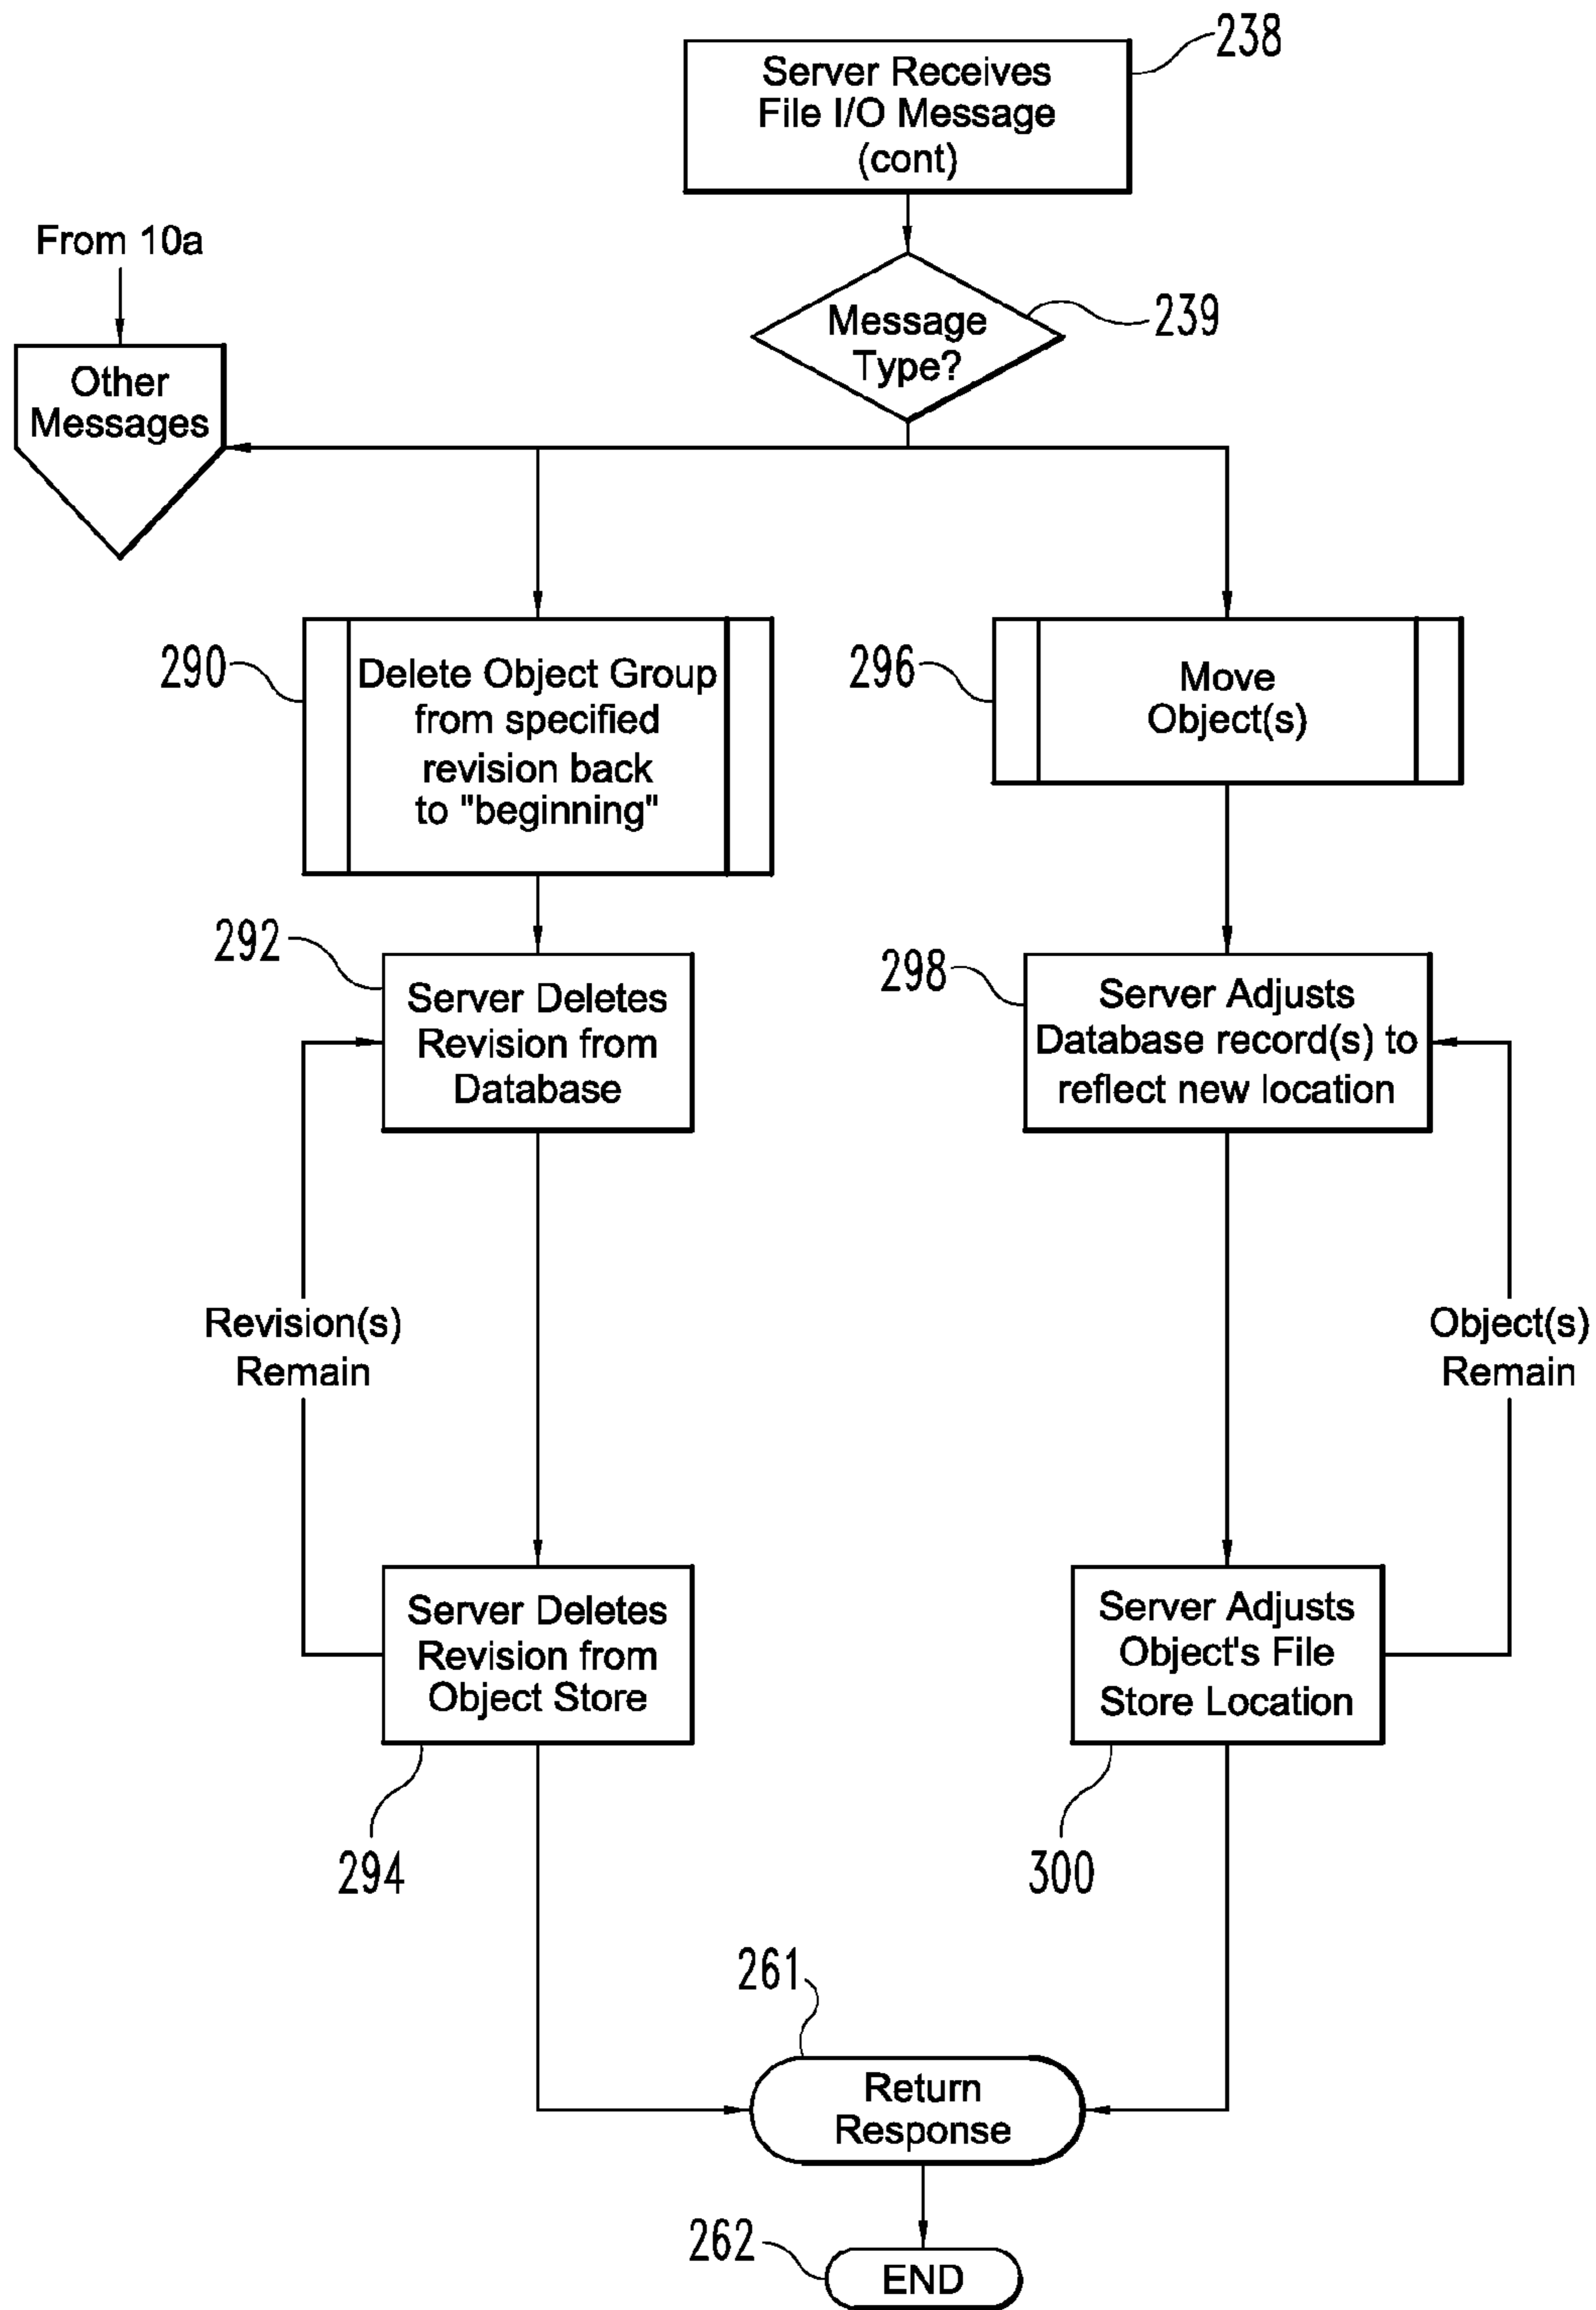 238
Server Receives
File I/O Message
(cont)
From 10a
Message
Type?
239
Other
Messages
290
Delete Object Group
from specified
revision back
to "beginning"
296
Move
Object(s)
292
Server Deletes
Revision from
Database
298
Server Adjusts
Database record(s) to
reflect new location
Revision(s)
Remain
Object(s)
Remain
Server Deletes
Revision from
Object Store
294
Server Adjusts
Object's File
Store Location
300
261
Return
Response
262
END